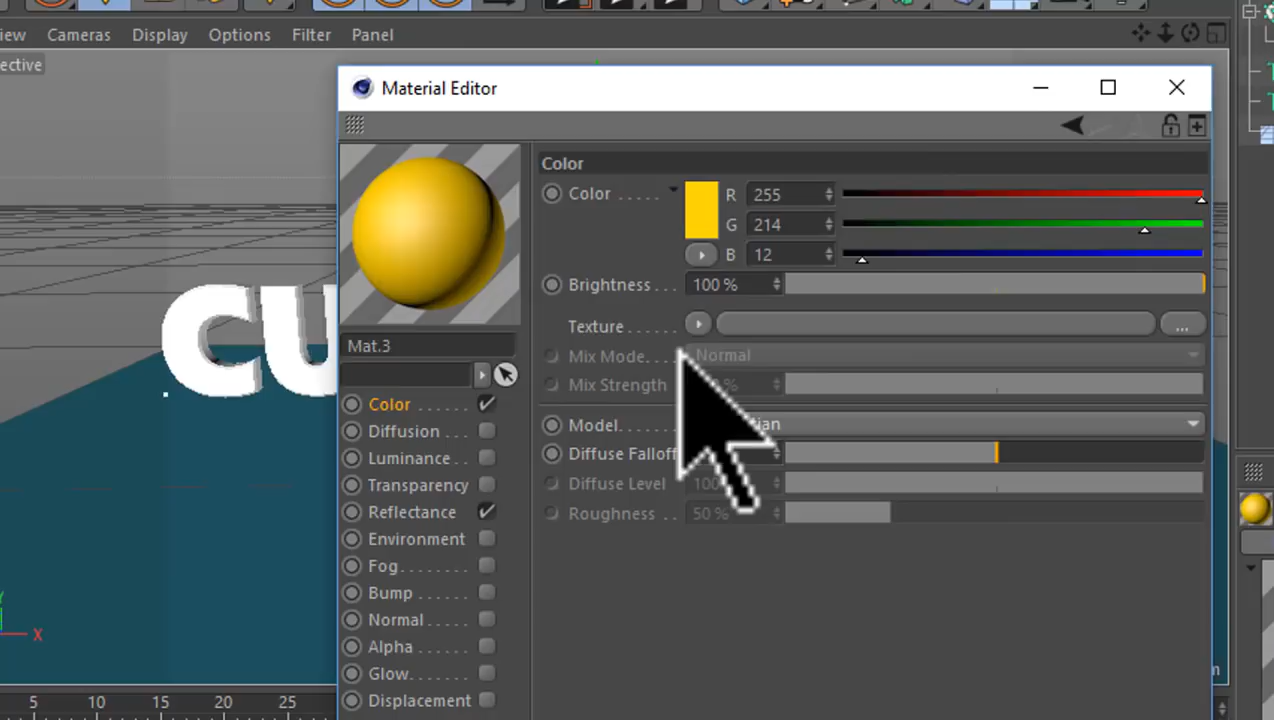 Cameras Display Options Filter Panel
ective
Material Editor
Color
Color ..... R 255
G 214
B 12
Brightness... 100 %
Texture......
Mix Mode.... Normal
Mix Strength %
Model.......
Diffuse Falloff
Diffuse Level
Roughness .. 50 %
Mat.3
Color ......
Diffusion ..
Luminance..
Transparency
Reflectance
Environment
Fog........
Bump ......
Normal.....
Alpha......
Glow.......
Displacement
CU
Y
X
5 10 15 20 25